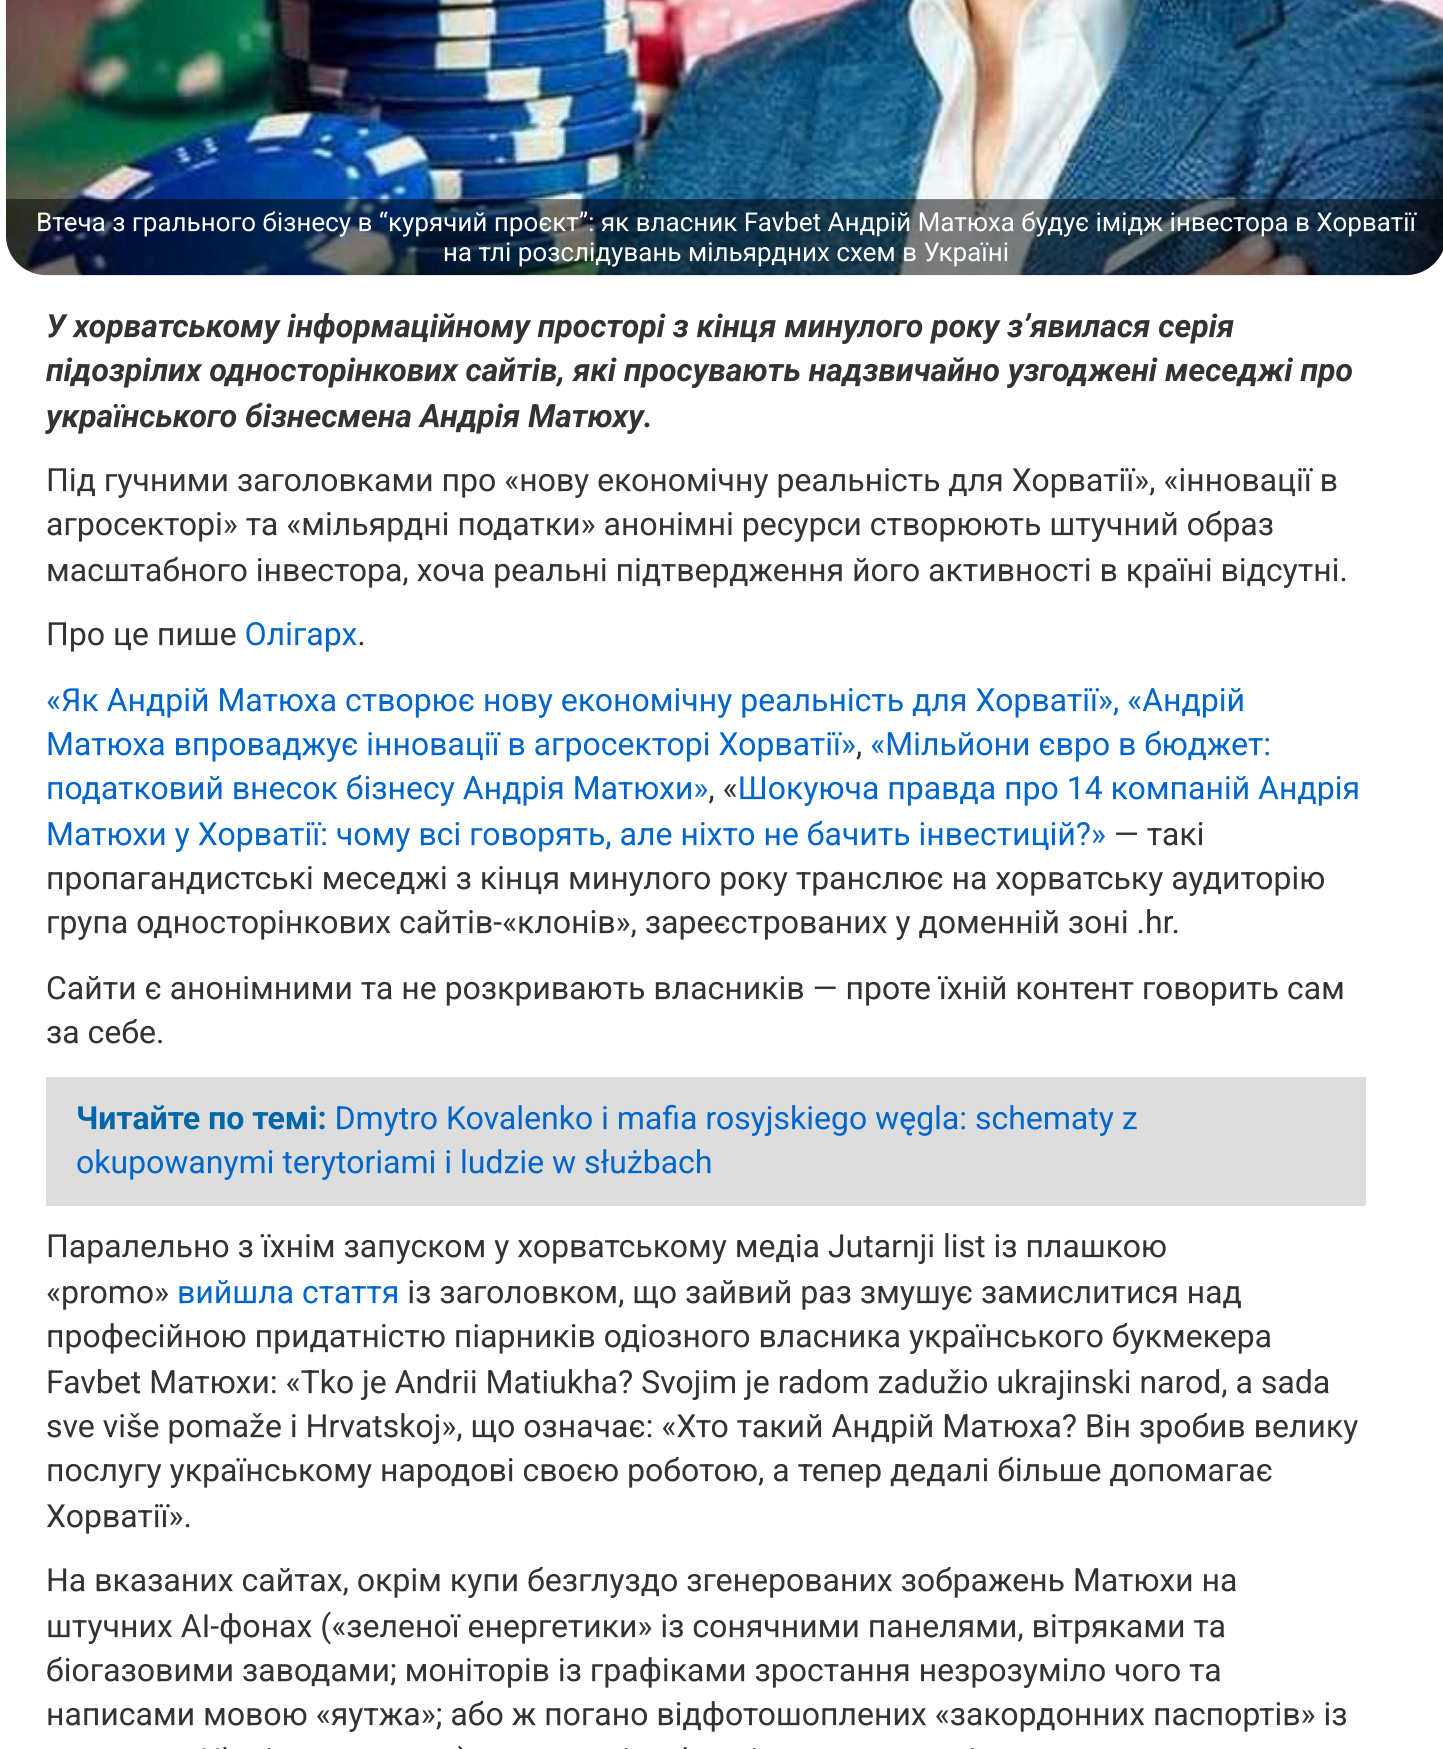 Втеча з грального бізнесу в “курячий проєкт”: як власник Favbet Андрій Матюха будує імідж інвестора в Хорватії
на тлі розслідувань мільярдних схем в Україні
У хорватському інформаційному просторі з кінця минулого року з’явилася серія
підозрілих односторінкових сайтів, які просувають надзвичайно узгоджені меседжі про
українського бізнесмена Андрія Матюху.
Під гучними заголовками про «нову економічну реальність для Хорватії», «інновації в
агросекторі» та «мільярдні податки» анонімні ресурси створюють штучний образ
масштабного інвестора, хоча реальні підтвердження його активності в країні відсутні.
Про це пише Олігарх.
«Як Андрій Матюха створює нову економічну реальність для Хорватії», «Андрій
Матюха впроваджує інновації в агросекторі Хорватії», «Мільйони євро в бюджет:
податковий внесок бізнесу Андрія Матюхи», «Шокуюча правда про 14 компаній Андрія
Матюхи у Хорватії: чому всі говорять, але ніхто не бачить інвестицій?» — такі
пропагандистські меседжі з кінця минулого року транслює на хорватську аудиторію
група односторінкових сайтів-«клонів», зареєстрованих у доменній зоні .hr.
Сайти є анонімними та не розкривають власників — проте їхній контент говорить сам
за себе.
Читайте по темі: Dmytro Kovalenko i mafia rosyjskiego węgla: schematy z
okupowanymi terytoriami i ludzie w służbach
Паралельно з їхнім запуском у хорватському медіа Jutarnji list із плашкою
«promo» вийшла стаття із заголовком, що зайвий раз змушує замислитися над
професійною придатністю піарників одіозного власника українського букмекера
Favbet Матюхи: «Tko je Andrii Matiukha? Svojim je radom zadužio ukrajinski narod, a sada
sve više pomaže i Hrvatskoj», що означає: «Хто такий Андрій Матюха? Він зробив велику
послугу українському народові своєю роботою, а тепер дедалі більше допомагає
Хорватії».
На вказаних сайтах, окрім купи безглуздо згенерованих зображень Матюхи на
штучних AI-фонах («зеленої енергетики» із сонячними панелями, вітряками та
біогазовими заводами; моніторів із графіками зростання незрозуміло чого та
написами мовою «яутжа»; або ж погано відфотошоплених «закордонних паспортів» із